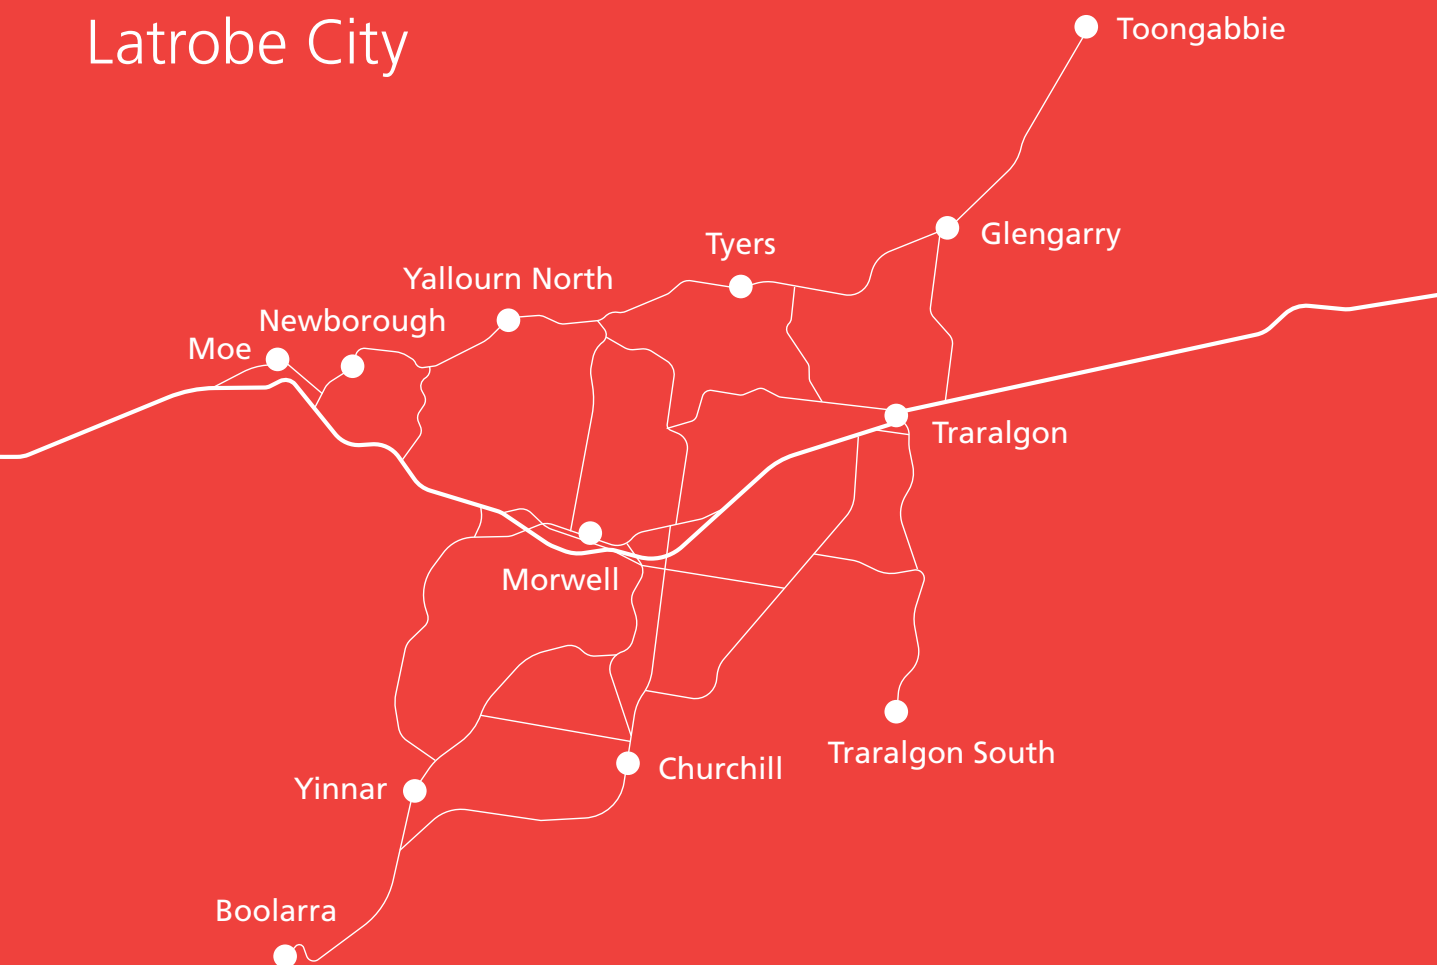 Latrobe City
Toongabbie
Glengarry
Tyers
Yallourn North
Newborough
Moe
Traralgon
Morwell
Traralgon South
Churchill
Yinnar
Boolarra